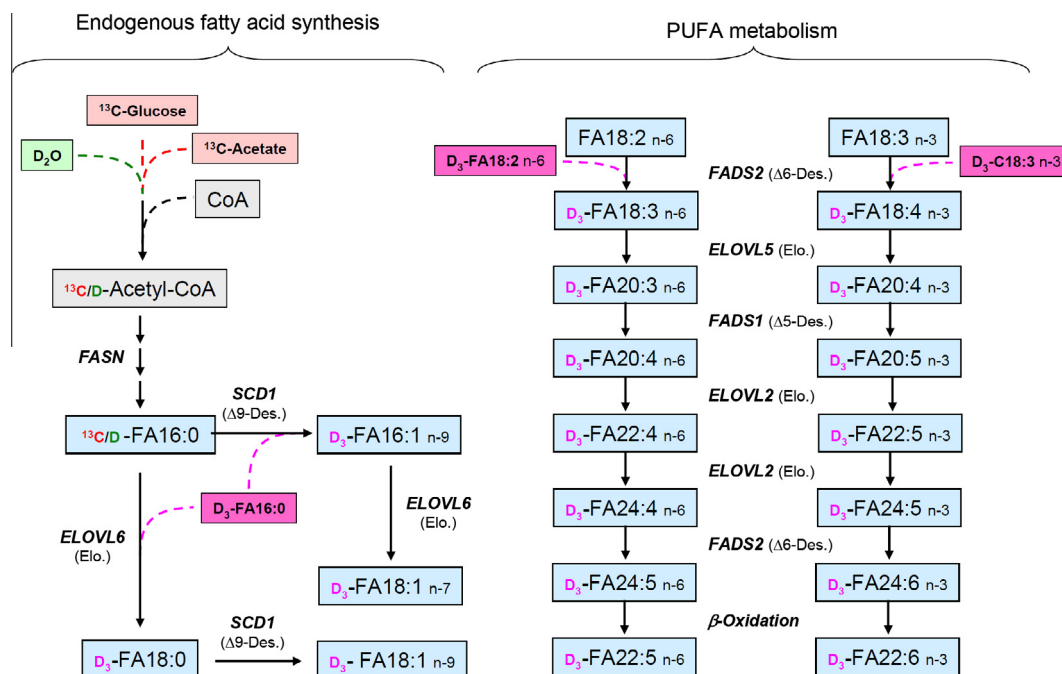 Endogenous fatty acid synthesis
PUFA metabolism
¹³C-Glucose
D₂O
¹³C-Acetate
CoA
¹³C/D-Acetyl-CoA
FASN
SCD1
(Δ9-Des.)
¹³C/D -FA16:0
D₃-FA16:1 n-9
D₃-FA16:0
ELOVL6
(Elo.)
ELOVL6
(Elo.)
D₃-FA18:1 n-7
SCD1
(Δ9-Des.)
D₃-FA18:0
D₃- FA18:1 n-9
FA18:2 n-6
FA18:3 n-3
D₃-FA18:2 n-6
D₃-C18:3 n-3
FADS2 (Δ6-Des.)
D₃-FA18:3 n-6
D₃-FA18:4 n-3
ELOVL5 (Elo.)
D₃-FA20:3 n-6
D₃-FA20:4 n-3
FADS1 (Δ5-Des.)
D₃-FA20:4 n-6
D₃-FA20:5 n-3
ELOVL2 (Elo.)
D₃-FA22:4 n-6
D₃-FA22:5 n-3
ELOVL2 (Elo.)
D₃-FA24:4 n-6
D₃-FA24:5 n-3
FADS2 (Δ6-Des.)
D₃-FA24:5 n-6
D₃-FA24:6 n-3
β-Oxidation
D₃-FA22:5 n-6
D₃-FA22:6 n-3